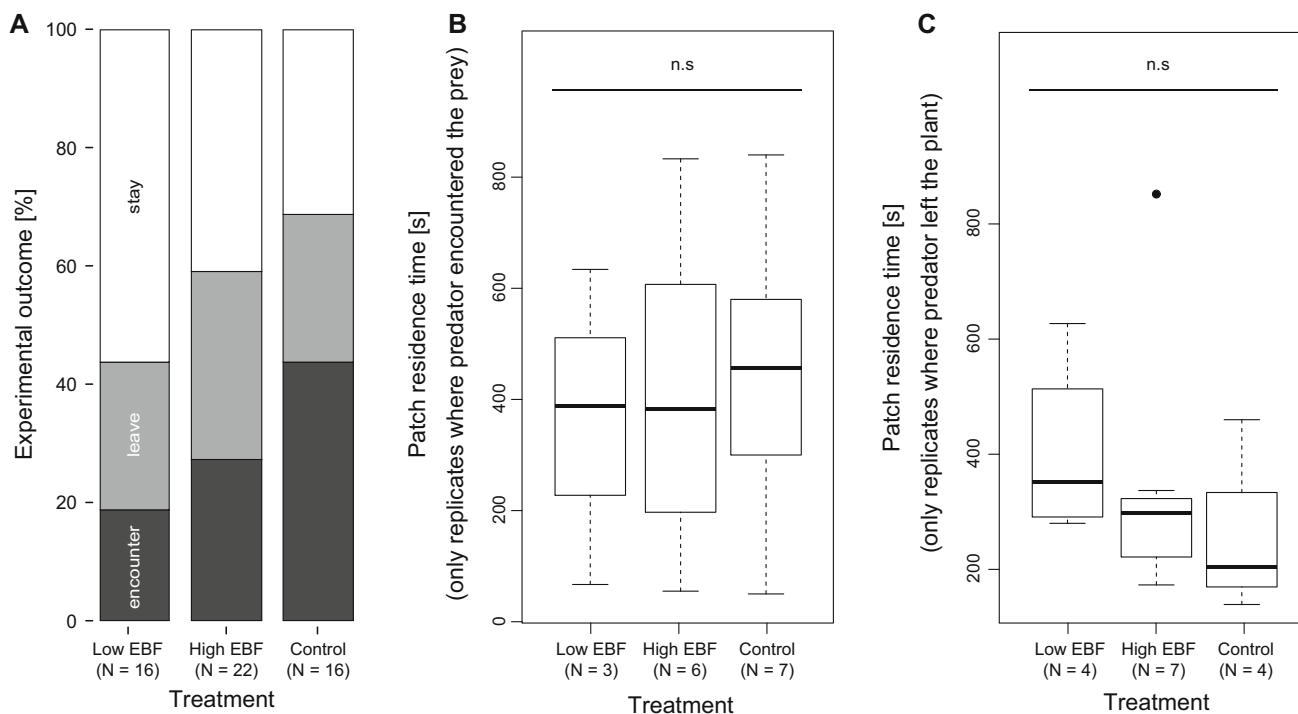 A
Experimental outcome [%]
100
80
60
40
20
0
stay
leave
encounter
Low EBF
(N = 16)
High EBF
(N = 22)
Control
(N = 16)
Treatment
B
Patch residence time [s]
(only replicates where predator encountered the prey)
n.s
800
600
400
200
0
Low EBF
(N = 3)
High EBF
(N = 6)
Control
(N = 7)
Treatment
C
Patch residence time [s]
(only replicates where predator left the plant)
n.s
800
600
400
200
Low EBF
(N = 4)
High EBF
(N = 7)
Control
(N = 4)
Treatment